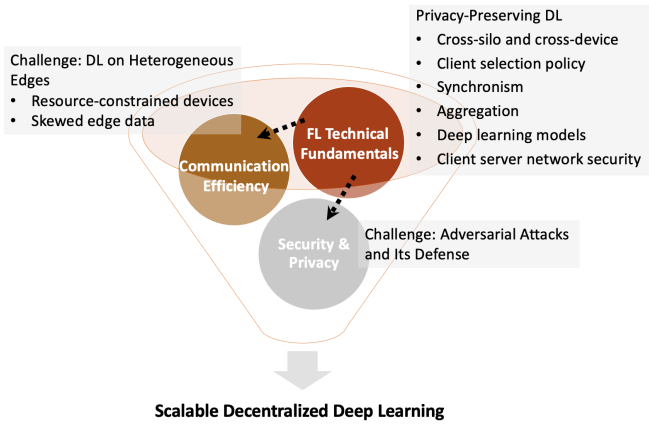 Privacy-Preserving DL
• Cross-silo and cross-device
• Client selection policy
• Synchronism
• Aggregation
• Deep learning models
• Client server network security
Challenge: DL on Heterogeneous
Edges
• Resource-constrained devices
• Skewed edge data
FL Technical
Fundamentals
Communication
Efficiency
Security &
Privacy
Challenge: Adversarial Attacks
and Its Defense
Scalable Decentralized Deep Learning